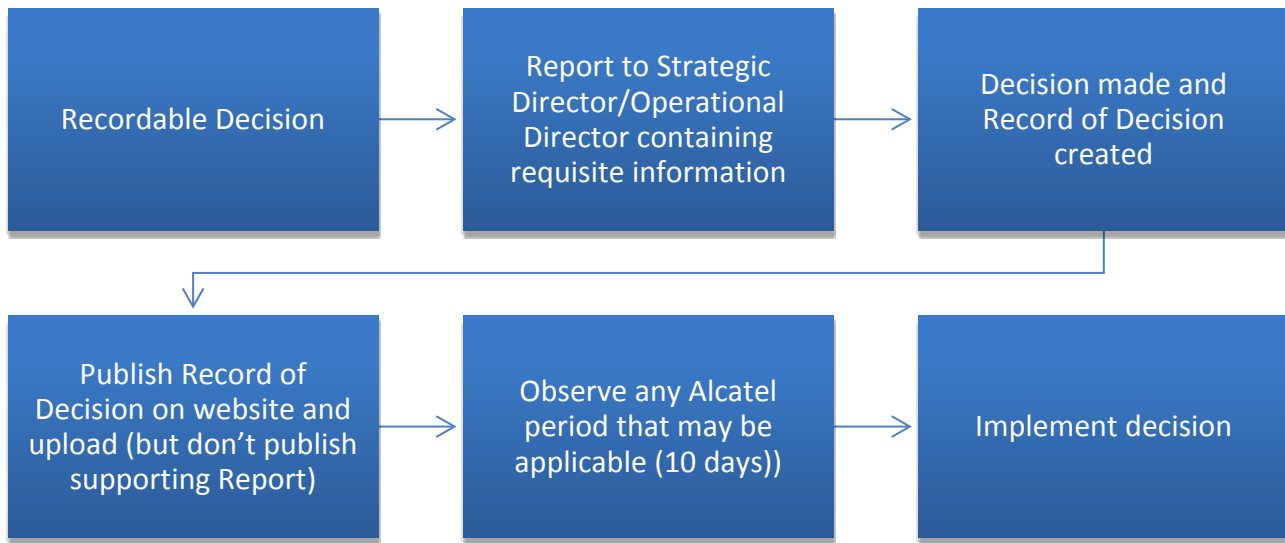 Recordable Decision
Report to Strategic
Director/Operational
Director containing
requisite information
Decision made and
Record of Decision
created
Publish Record of
Decision on website and
upload (but don’t publish
supporting Report)
Observe any Alcatel
period that may be
applicable (10 days))
Implement decision